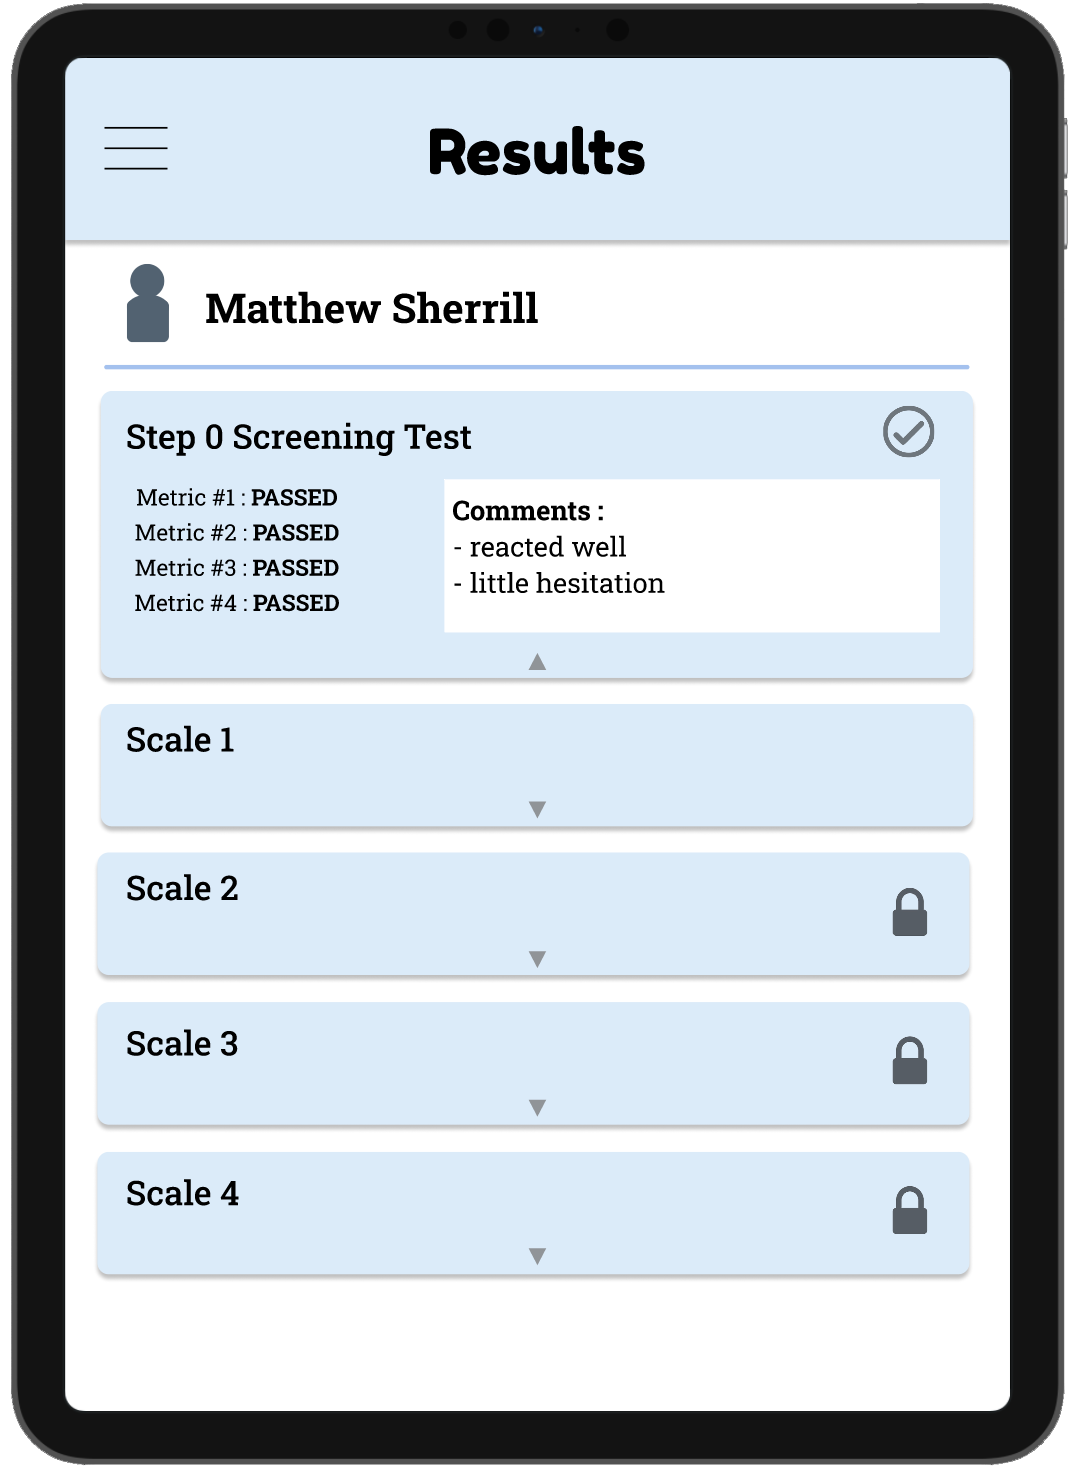 Results
Matthew Sherrill
Step 0 Screening Test
Metric #1 : PASSED
Metric #2 : PASSED
Metric #3 : PASSED
Metric #4 : PASSED
Comments :
- reacted well
- little hesitation
Scale 1
Scale 2
Scale 3
Scale 4